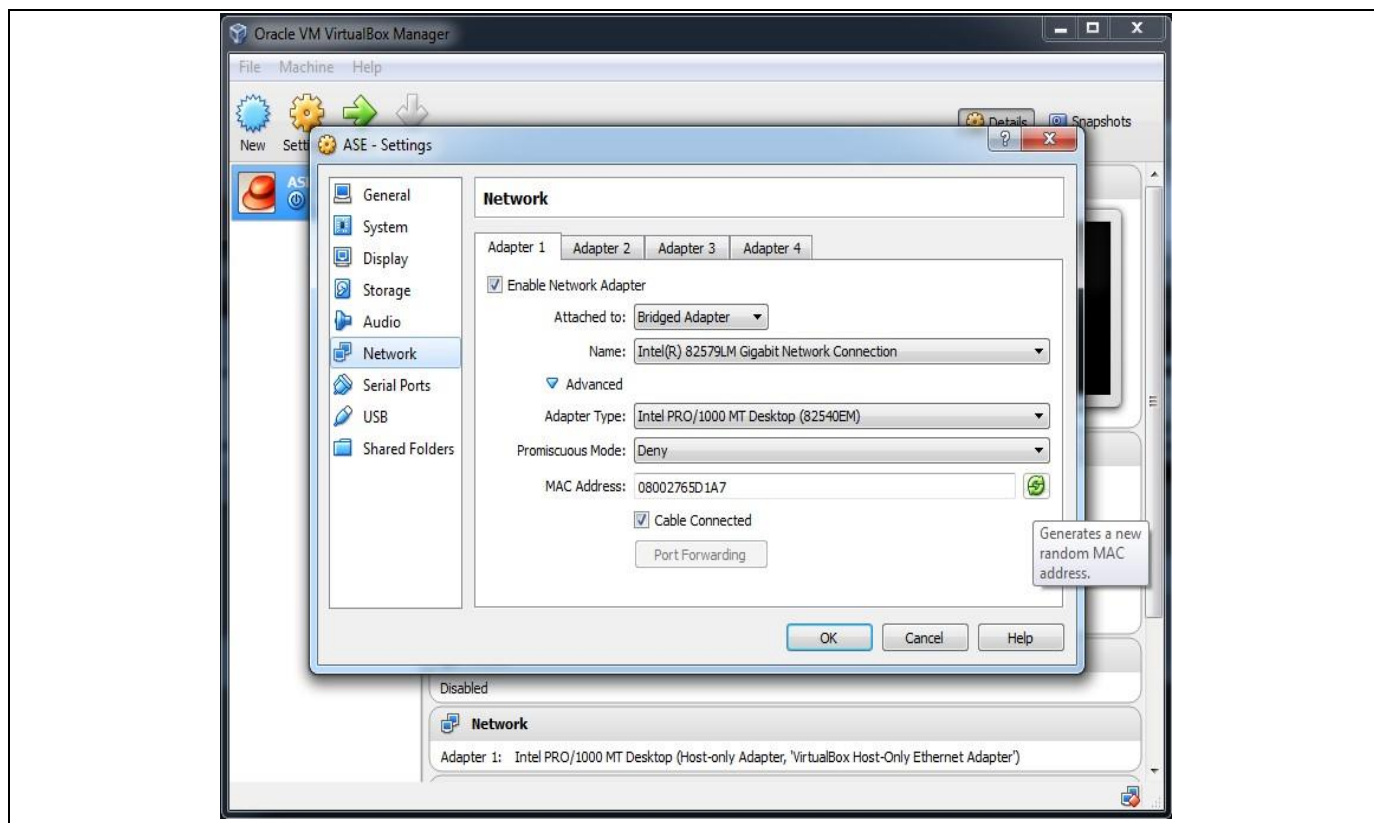 Oracle VM VirtualBox Manager
File Machine Help
New
Details Snapshots
ASE - Settings
General
System
Display
Storage
Audio
Network
Serial Ports
USB
Shared Folders
Network
Adapter 1 Adapter 2 Adapter 3 Adapter 4
Enable Network Adapter
Attached to: Bridged Adapter
Name: Intel(R) 82579LM Gigabit Network Connection
Advanced
Adapter Type: Intel PRO/1000 MT Desktop (82540EM)
Promiscuous Mode: Deny
MAC Address: 08002765D1A7
Cable Connected
Port Forwarding
Generates a new
random MAC
address.
OK Cancel Help
Disabled
Network
Adapter 1: Intel PRO/1000 MT Desktop (Host-only Adapter, 'VirtualBox Host-Only Ethernet Adapter')